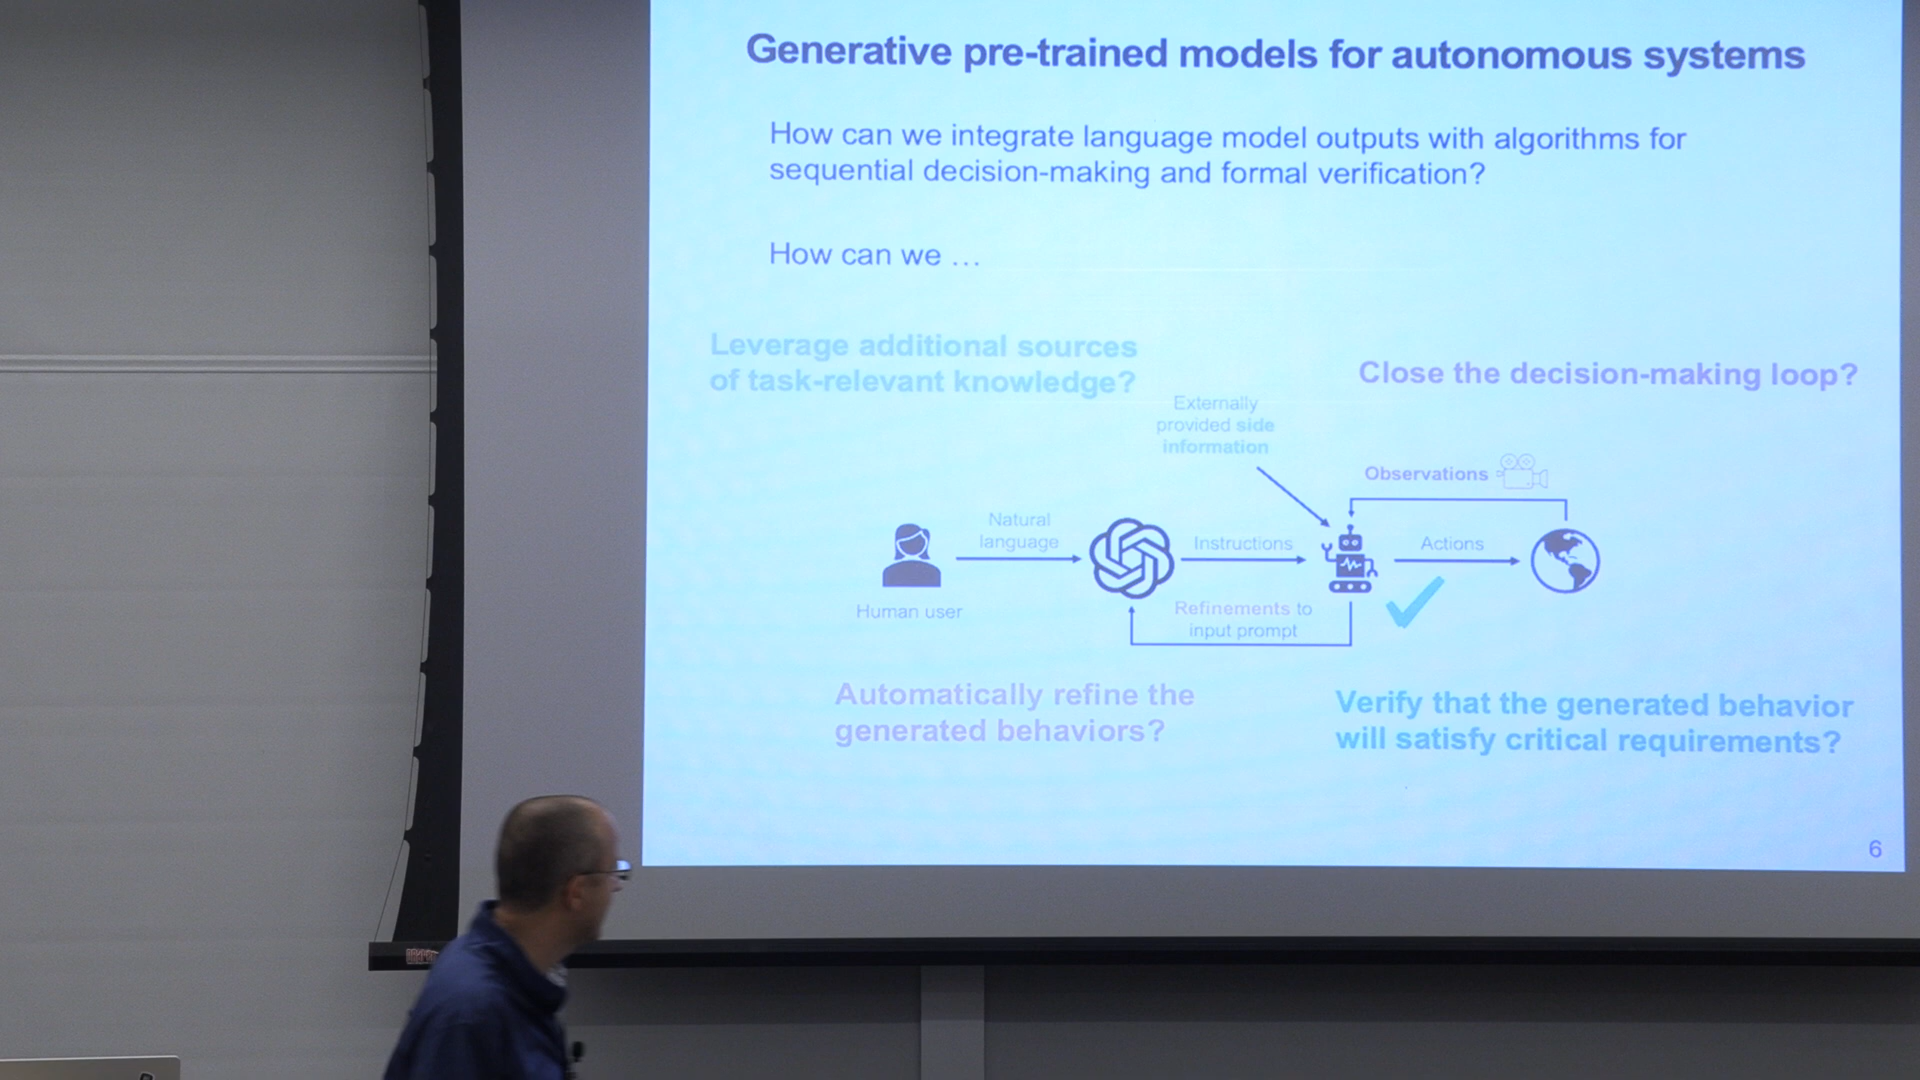 Generative pre-trained models for autonomous systems
How can we integrate language model outputs with algorithms for
sequential decision-making and formal verification?
How can we …
Leverage additional sources
of task-relevant knowledge?
Close the decision-making loop?
Externally
provided side
information
Observations
Natural
language
Instructions
Actions
Human user
Refinements to
input prompt
Automatically refine the
generated behaviors?
Verify that the generated behavior
will satisfy critical requirements?
6